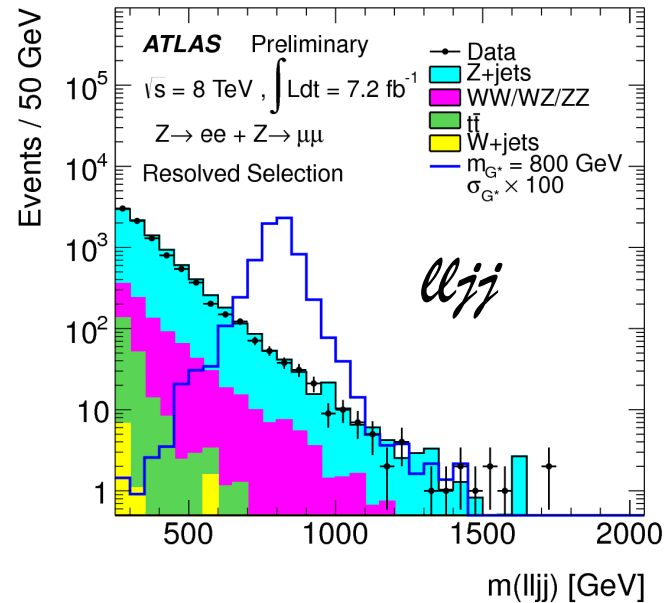 ATLAS Preliminary
√s = 8 TeV , ∫ Ldt = 7.2 fb⁻¹
Z→ ee + Z→ μμ
Resolved Selection
Data
Z+jets
WW/WZ/ZZ
tt̄
W+jets
m_G* = 800 GeV
σ_G* × 100
lljj
Events / 50 GeV
10⁵
10⁴
10³
10²
10
1
500 1000 1500 2000
m(lljj) [GeV]